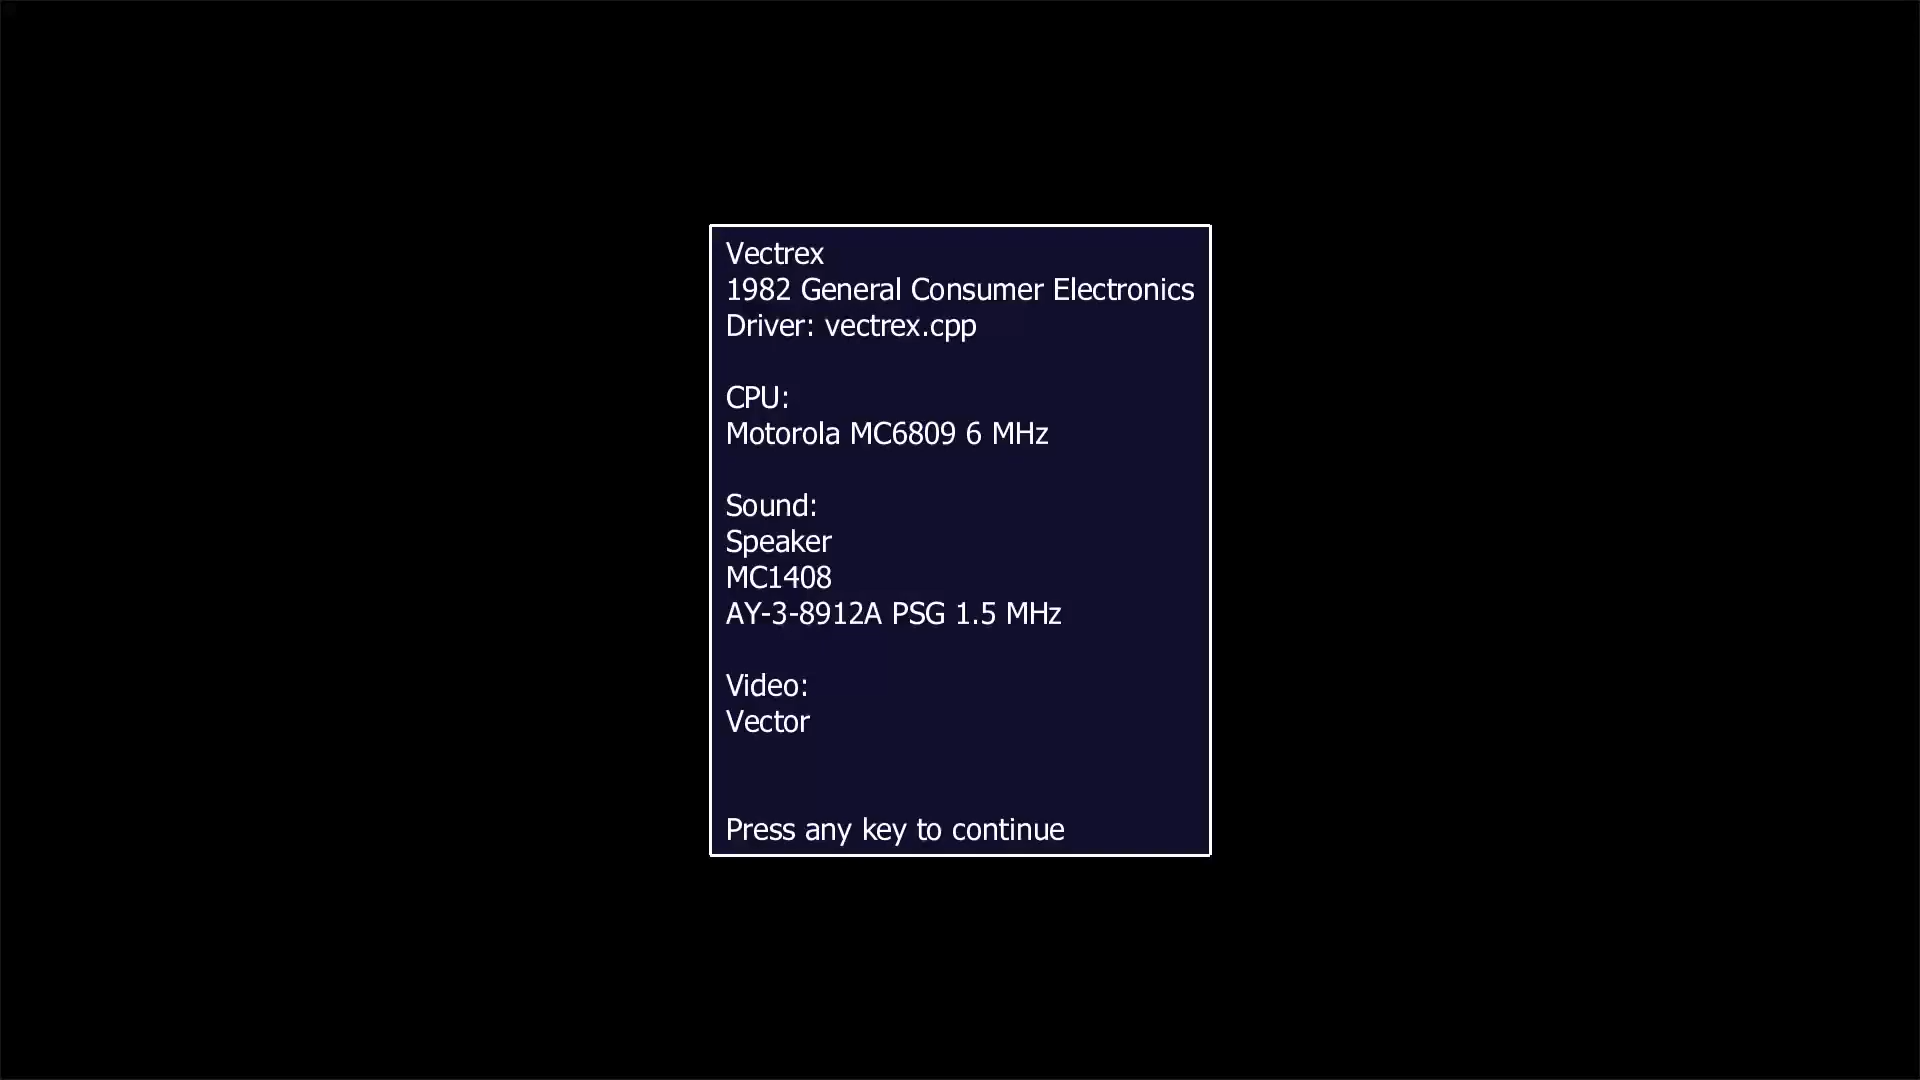 Vectrex
1982 General Consumer Electronics
Driver: vectrex.cpp
CPU:
Motorola MC6809 6 MHz
Sound:
Speaker
MC1408
AY-3-8912A PSG 1.5 MHz
Video:
Vector
Press any key to continue